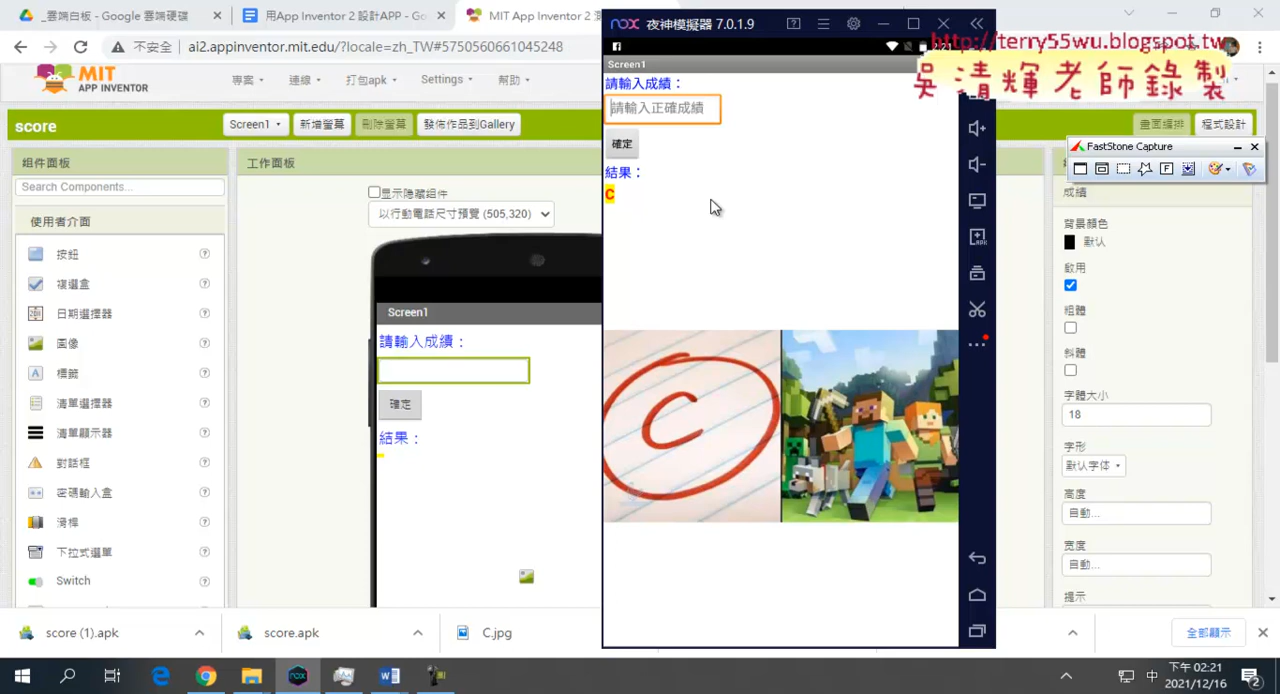 _雲端白板 - Google 雲端硬碟
用App Inventor 2 設計APP - Go
MIT App Inventor 2
不安全
ai2.appinventor.mit.edu/?locale=zh_TW#5750560661045248
MIT
APP INVENTOR
專案
連線
打包apk
Settings
幫助
score
Screen1
新增螢幕
刪除螢幕
發佈作品到Gallery
畫面編排
程式設計
组件面板
Search Components...
使用者介面
按鈕
複選盒
日期選擇器
圖像
標籤
清單選擇器
清單顯示器
對話框
密碼輸入盒
滑桿
下拉式選單
Switch
工作面板
显示隐藏组件
以行動電話尺寸預覽 (505,320)
Screen1
請輸入成績：
確定
結果：
nox 夜神模擬器 7.0.1.9
Screen1
請輸入成績：
請輸入正確成績
確定
結果：
C
C
http://terry55wu.blogspot.tw
吳清輝老師錄製
FastStone Capture
成績
背景顏色
默认
啟用
粗體
斜體
字體大小
18
字形
默认字体
高度
自動...
宽度
自動...
提示
score (1).apk
score.apk
C.jpg
全部顯示
中
下午 02:21
2021/12/16
2